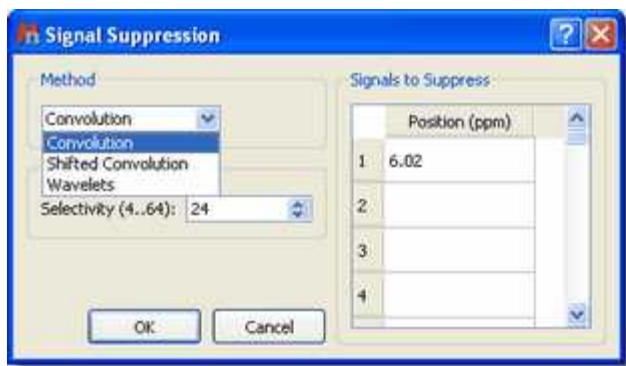 Signal Suppression
Method
Convolution
Convolution
Shifted Convolution
Wavelets
Selectivity (4..64): 24
OK Cancel
Signals to Suppress
Position (ppm)
1 6.02
2
3
4